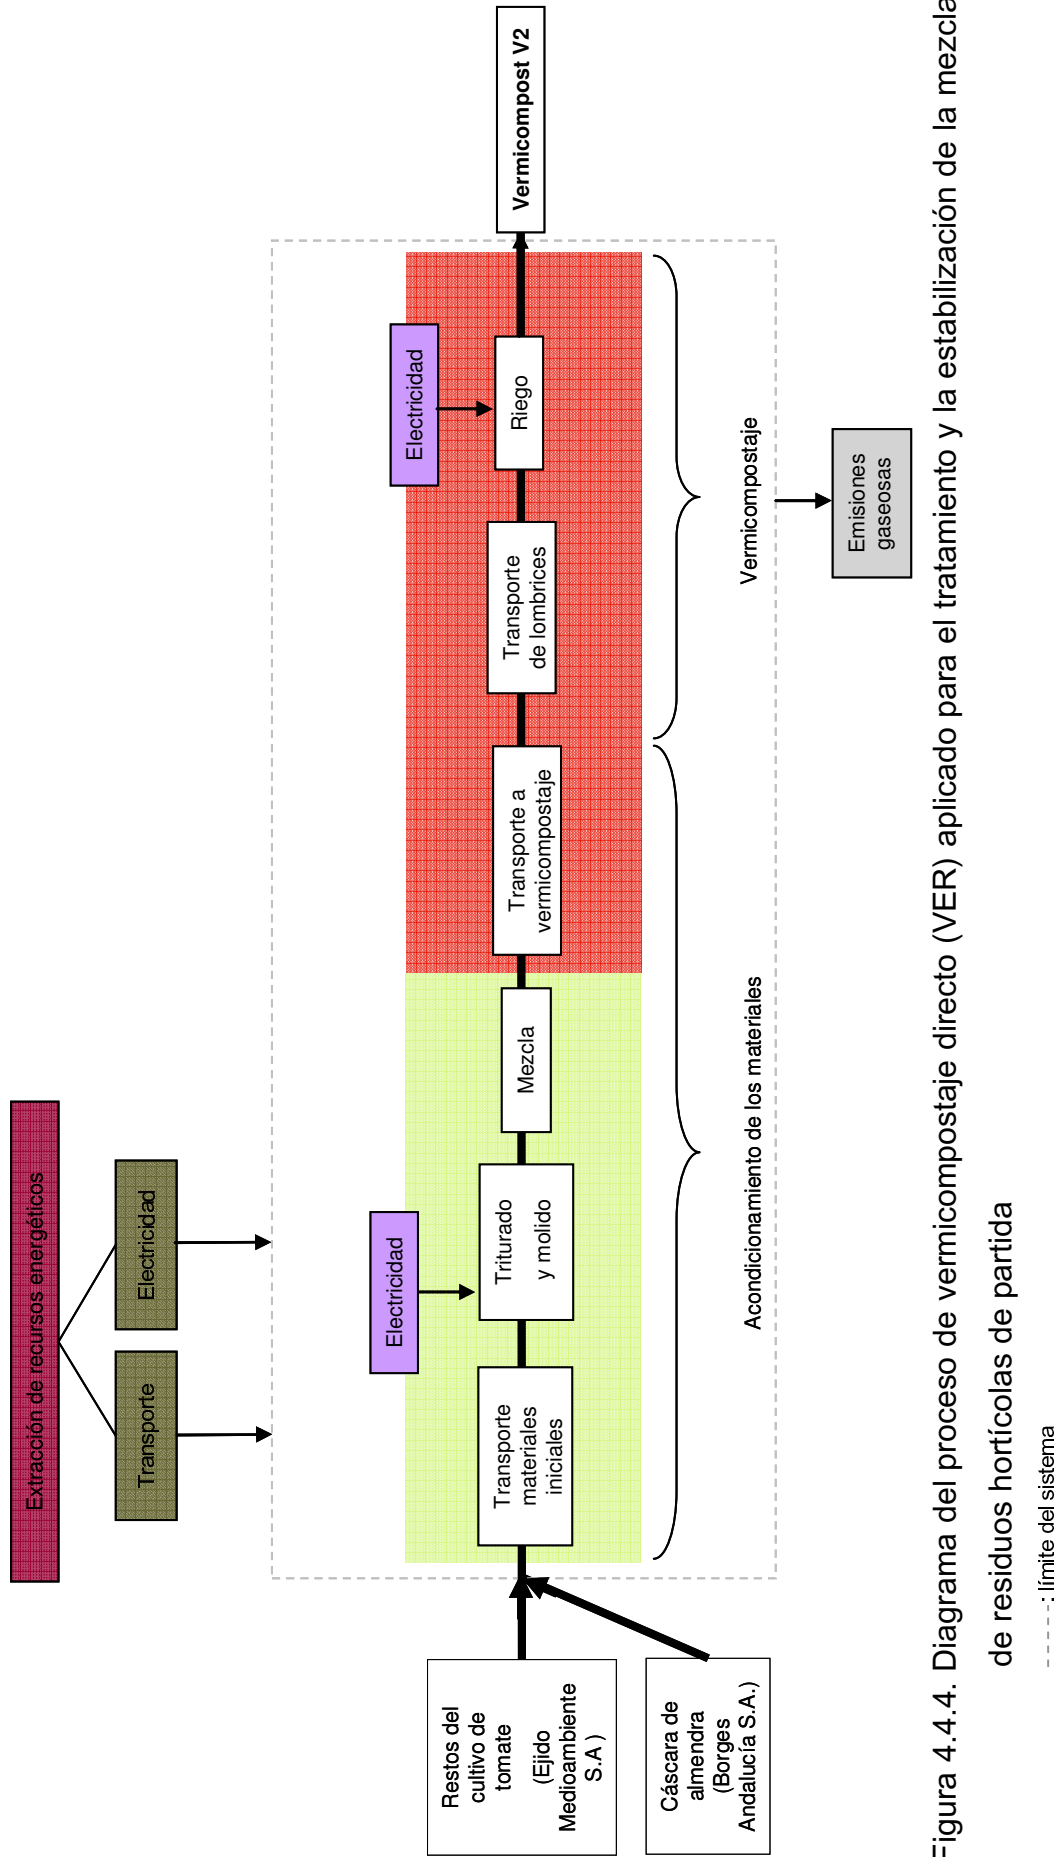 Extracción de recursos energéticos
Transporte
Electricidad
Restos del
cultivo de
tomate
(Ejido
Medioambiente
S.A )
Cáscara de
almendra
(Borges
Andalucía S.A.)
Electricidad
Electricidad
Transporte
materiales
iniciales
Triturado
y molido
Mezcla
Transporte a
vermicompostaje
Transporte
de lombrices
Riego
Vermicompost V2
Acondicionamiento de los materiales
Vermicompostaje
Emisiones
gaseosas
Figura 4.4.4. Diagrama del proceso de vermicompostaje directo (VER) aplicado para el tratamiento y la estabilización de la mezcla
de residuos hortícolas de partida
-----: límite del sistema